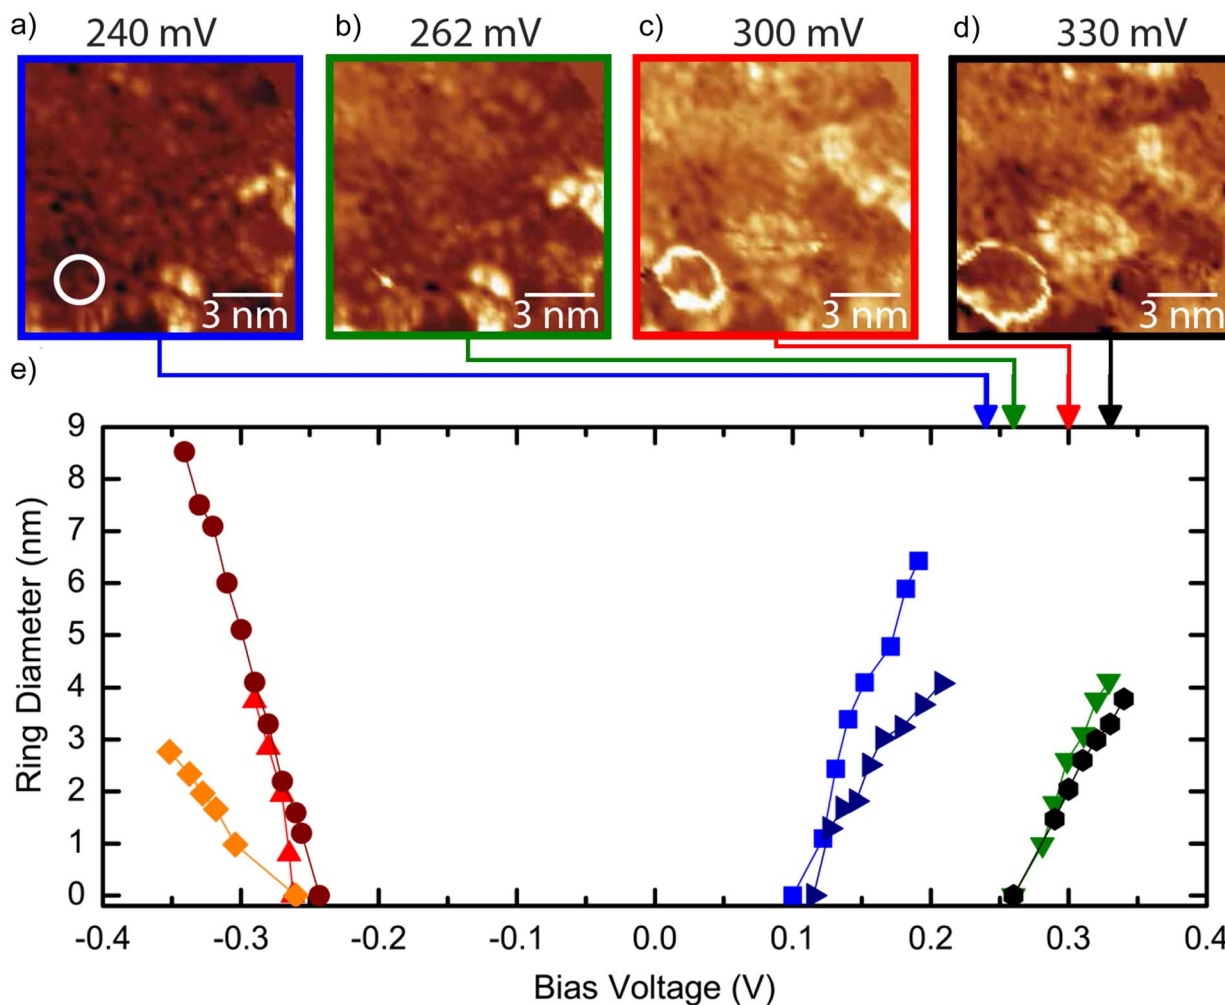 a) 240 mV b) 262 mV c) 300 mV d) 330 mV
3 nm 3 nm 3 nm 3 nm
e)
9
8
7
6
5
4
3
2
1
0
Ring Diameter (nm)
-0.4 -0.3 -0.2 -0.1 0.0 0.1 0.2 0.3 0.4
Bias Voltage (V)